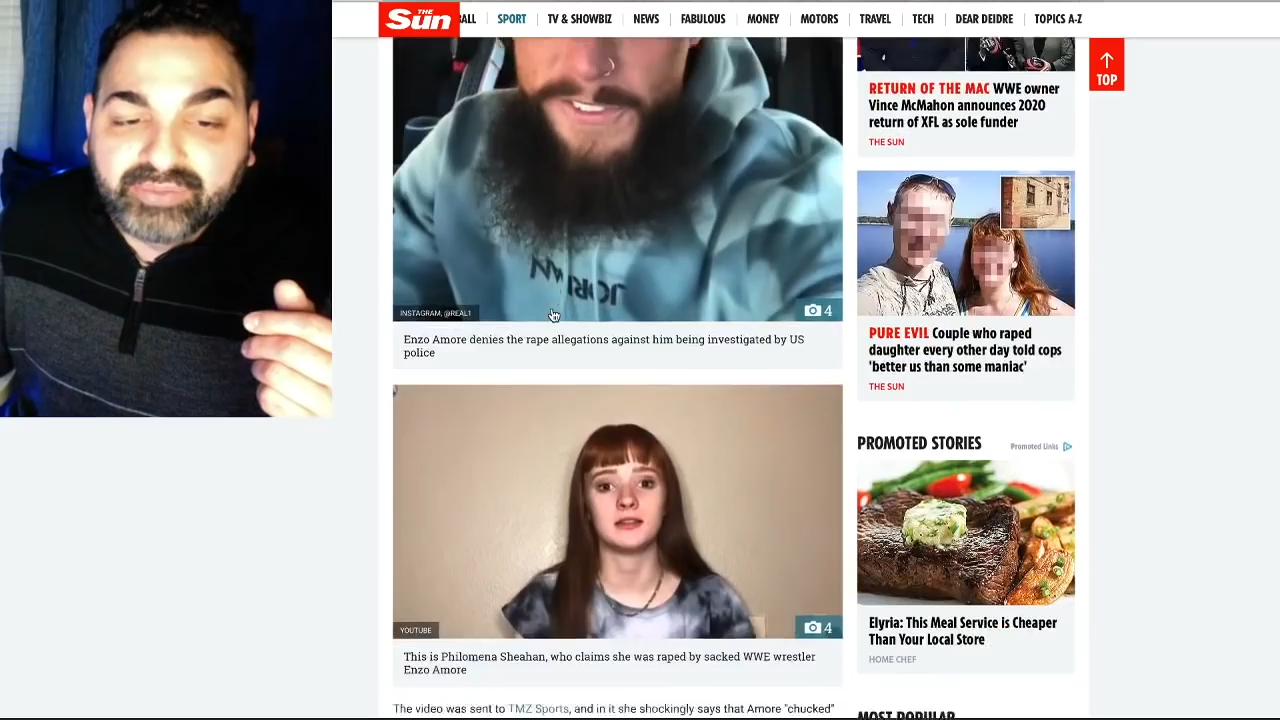 THE
Sun
ALL
SPORT
TV & SHOWBIZ
NEWS
FABULOUS
MONEY
MOTORS
TRAVEL
TECH
DEAR DEIDRE
TOPICS A-Z
INSTAGRAM, @REAL1
4
Enzo Amore denies the rape allegations against him being investigated by US
police
YOUTUBE
4
This is Philomena Sheahan, who claims she was raped by sacked WWE wrestler
Enzo Amore
The video was sent to TMZ Sports, and in it she shockingly says that Amore "chucked"
RETURN OF THE MAC WWE owner
Vince McMahon announces 2020
return of XFL as sole funder
THE SUN
PURE EVIL Couple who raped
daughter every other day told cops
'better us than some maniac'
THE SUN
PROMOTED STORIES
Promoted Links
Elyria: This Meal Service is Cheaper
Than Your Local Store
HOME CHEF
MOST POPULAR
TOP